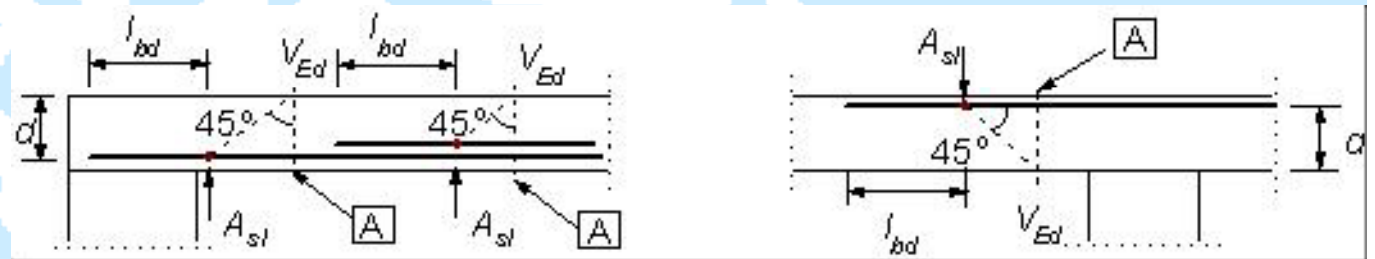 l_bd l_bd
V_Ed V_Ed
d 45° 45°
A_sl A A_sl A
A_sl A
45° d
l_bd V_Ed